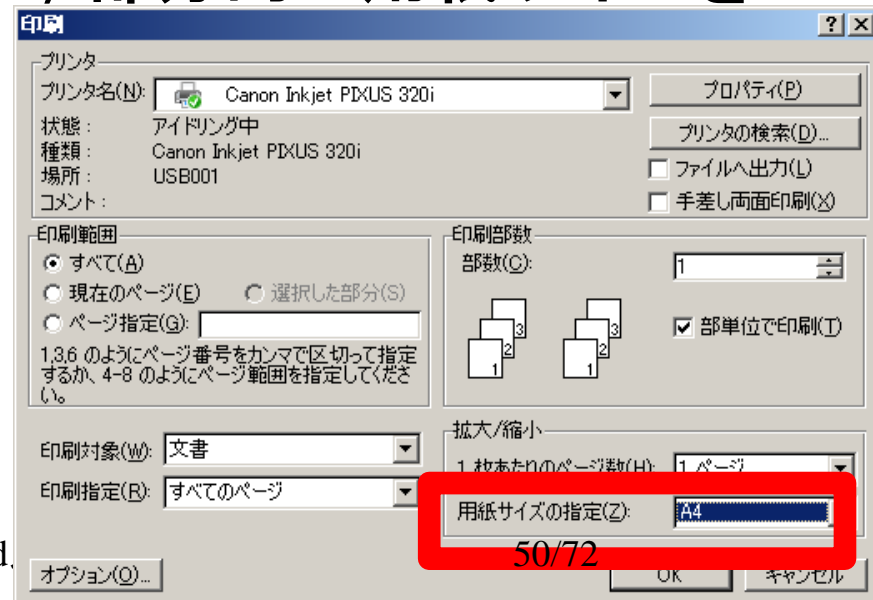 印刷
プリンタ
プリンタ名(N): Canon Inkjet PIXUS 320i プロパティ(P)
状態： アイドリング中 プリンタの検索(D)...
種類： Canon Inkjet PIXUS 320i
場所： USB001 ファイルへ出力(L)
コメント： 手差し両面印刷(X)
印刷範囲 印刷部数
すべて(A) 部数(C): 1
現在のページ(E) 選択した部分(S)
ページ指定(G): 部単位で印刷(T)
1,3,6 のようにページ番号をカンマで区切って指定
するか、4-8 のようにページ範囲を指定してくださ
い。
3 2 1 3 2 1
拡大/縮小
印刷対象(W): 文書 1 枚あたりのページ数(H): 1 ページ
印刷指定(R): すべてのページ 用紙サイズの指定(Z): A4
50/72
オプション(O)... OK キャンセル